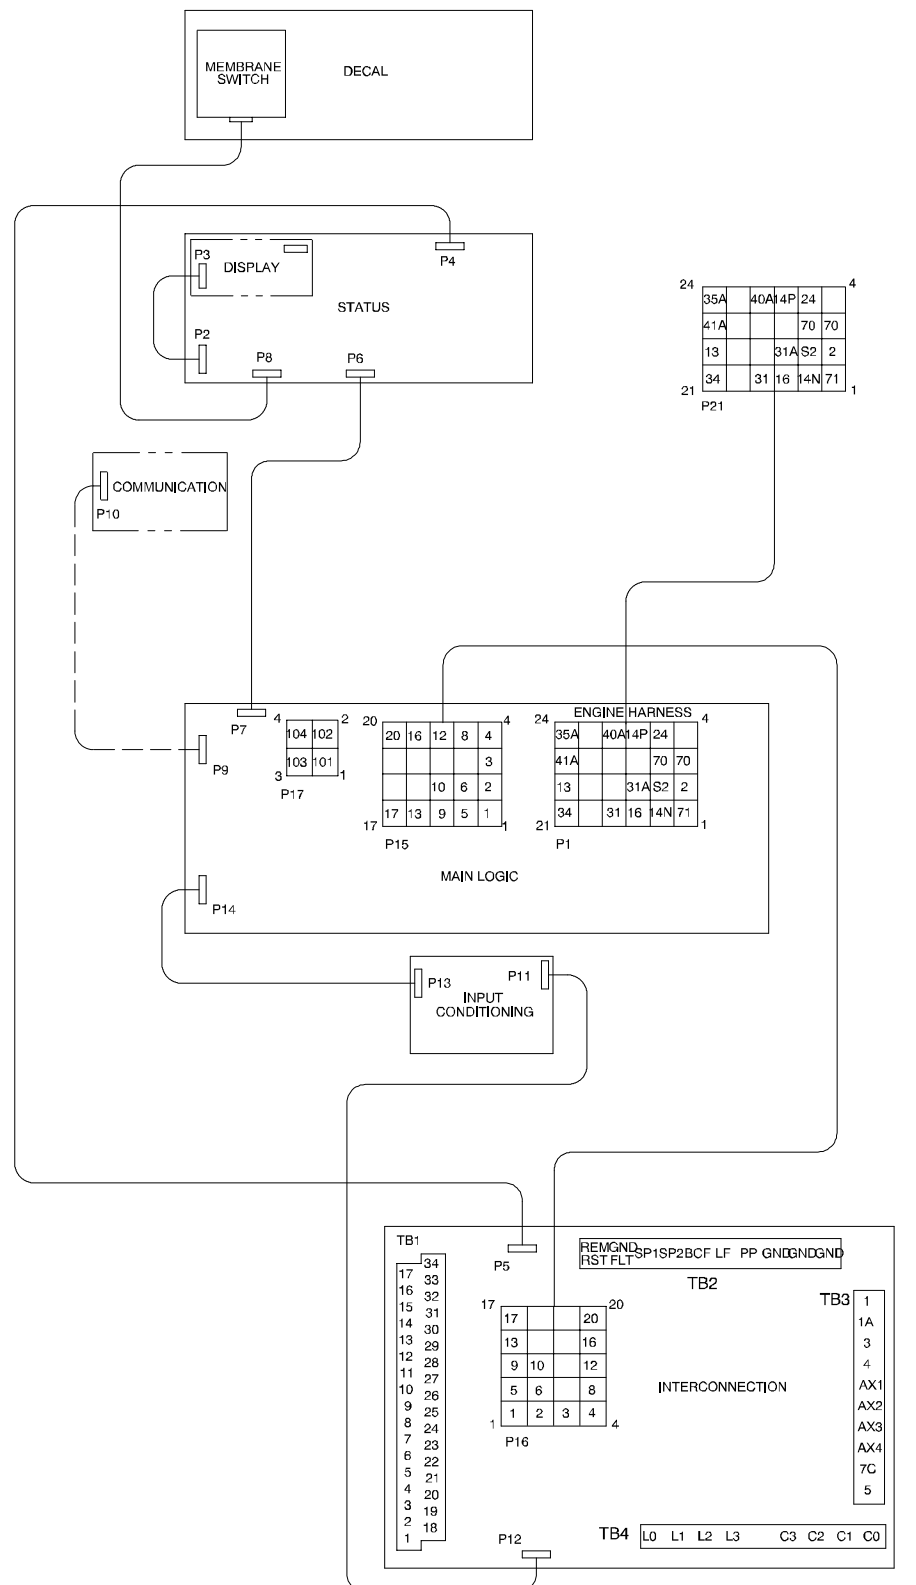 MEMBRANE
SWITCH
DECAL
P3
DISPLAY
P4
STATUS
P2
P8
P6
24
4
35A 40A 14P 24
41A 70 70
13 31A S2 2
34 31 16 14N 71
21
1
P21
COMMUNICATION
P10
P7
P9
4
2
104 102
103 101
3
1
P17
20
4
20 16 12 8 4
3
10 6 2
17 13 9 5 1
17
1
P15
ENGINE HARNESS
24
4
35A 40A 14P 24
41A 70 70
13 31A S2 2
34 31 16 14N 71
21
1
P1
MAIN LOGIC
P14
P13
P11
INPUT
CONDITIONING
TB1
34
17
33
16
32
15
31
14
30
13
29
12
28
11
27
10
26
9
25
8
24
7
23
6
22
5
21
4
20
3
19
2
18
1
P5
REM GND
RST FLT SP1 SP2 BCF LF PP GND GND GND
TB2
TB3
1
1A
3
4
AX1
AX2
AX3
AX4
7C
5
17
20
17 20
13 16
9 10 12
5 6 8
1 2 3 4
1
4
P16
INTERCONNECTION
P12
TB4
L0 L1 L2 L3 C3 C2 C1 C0